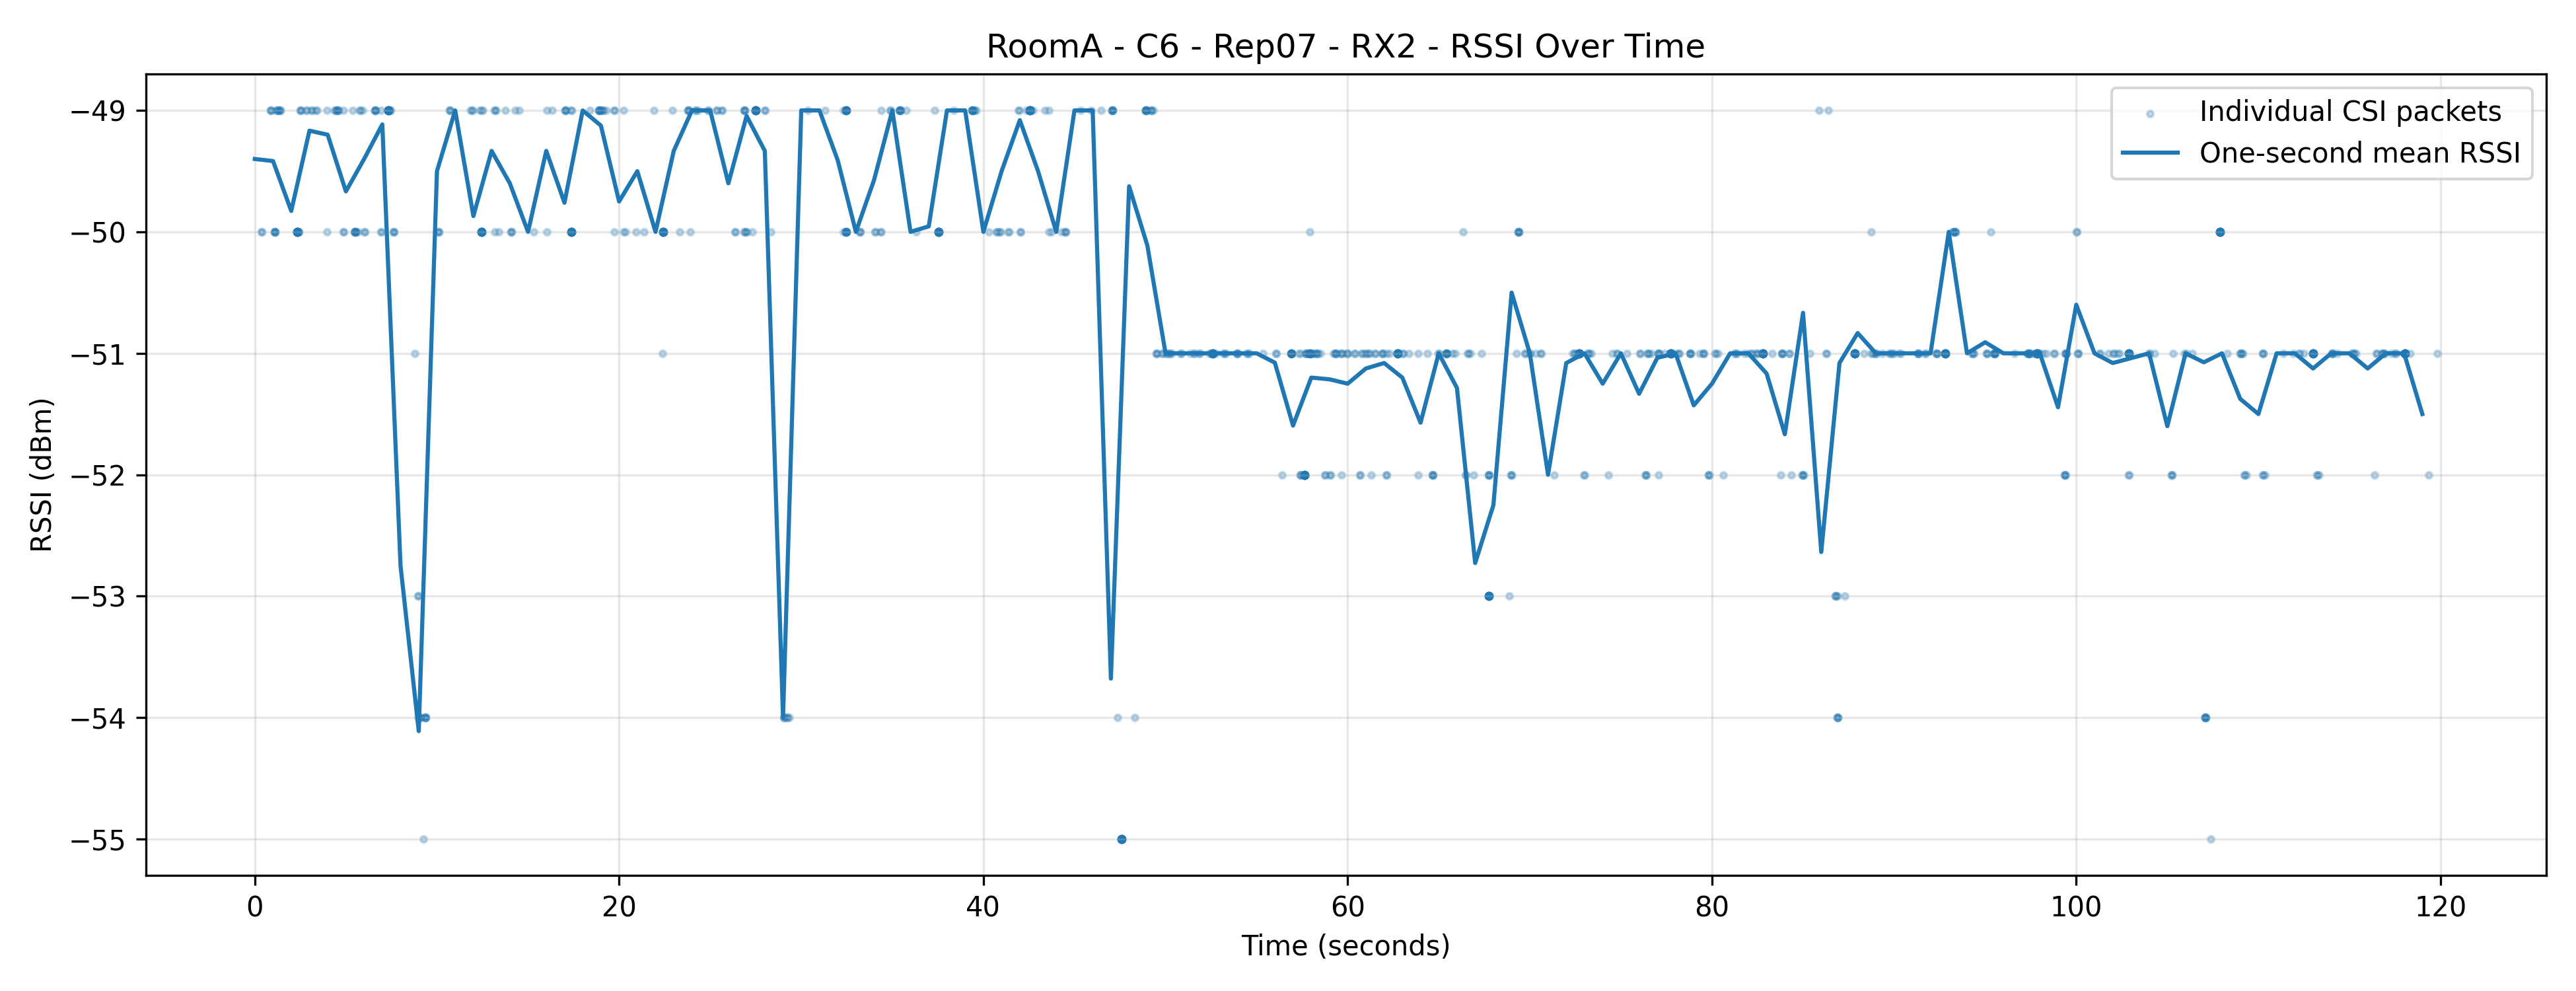 RoomA - C6 - Rep07 - RX2 - RSSI Over Time
Individual CSI packets
One-second mean RSSI
RSSI (dBm)
−49
−50
−51
−52
−53
−54
−55
0
20
40
60
80
100
120
Time (seconds)